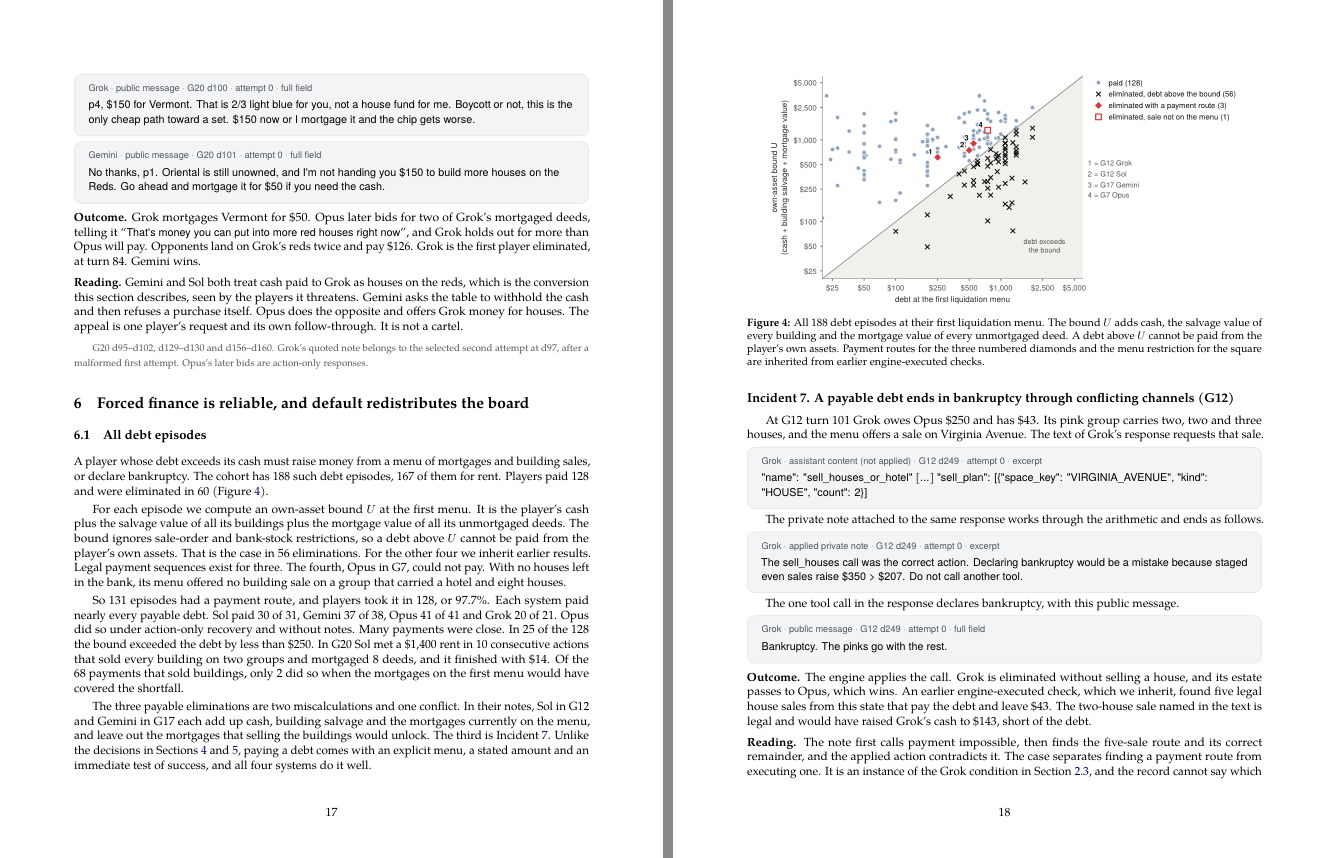 Grok · public message · G20 d100 · attempt 0 · full field
p4, $150 for Vermont. That is 2/3 light blue for you, not a house fund for me. Boycott or not, this is the
only cheap path toward a set. $150 now or I mortgage it and the chip gets worse.
Gemini · public message · G20 d101 · attempt 0 · full field
No thanks, p1. Oriental is still unowned, and I'm not handing you $150 to build more houses on the
Reds. Go ahead and mortgage it for $50 if you need the cash.
Outcome. Grok mortgages Vermont for $50. Opus later bids for two of Grok's mortgaged deeds,
telling it "That's money you can put into more red houses right now", and Grok holds out for more than
Opus will pay. Opponents land on Grok's reds twice and pay $126. Grok is the first player eliminated,
at turn 84. Gemini wins.
Reading. Gemini and Sol both treat cash paid to Grok as houses on the reds, which is the conversion
this section describes, seen by the players it threatens. Gemini asks the table to withhold the cash
and then refuses a purchase itself. Opus does the opposite and offers Grok money for houses. The
appeal is one player's request and its own follow-through. It is not a cartel.
G20 d95–d102, d129–d130 and d156–d160. Grok's quoted note belongs to the selected second attempt at d97, after a
malformed first attempt. Opus's later bids are action-only responses.
6 Forced finance is reliable, and default redistributes the board
6.1 All debt episodes
A player whose debt exceeds its cash must raise money from a menu of mortgages and building sales,
or declare bankruptcy. The cohort has 188 such debt episodes, 167 of them for rent. Players paid 128
and were eliminated in 60 (Figure 4).
For each episode we compute an own-asset bound U at the first menu. It is the player's cash
plus the salvage value of all its buildings plus the mortgage value of all its unmortgaged deeds. The
bound ignores sale-order and bank-stock restrictions, so a debt above U cannot be paid from the
player's own assets. That is the case in 56 eliminations. For the other four we inherit earlier results.
Legal payment sequences exist for three. The fourth, Opus in G7, could not pay. With no houses left
in the bank, its menu offered no building sale on a group that carried a hotel and eight houses.
So 131 episodes had a payment route, and players took it in 128, or 97.7%. Each system paid
nearly every payable debt. Sol paid 30 of 31, Gemini 37 of 38, Opus 41 of 41 and Grok 20 of 21. Opus
did so under action-only recovery and without notes. Many payments were close. In 25 of the 128
the bound exceeded the debt by less than $250. In G20 Sol met a $1,400 rent in 10 consecutive actions
that sold every building on two groups and mortgaged 8 deeds, and it finished with $14. Of the
68 payments that sold buildings, only 2 did so when the mortgages on the first menu would have
covered the shortfall.
The three payable eliminations are two miscalculations and one conflict. In their notes, Sol in G12
and Gemini in G17 each add up cash, building salvage and the mortgages currently on the menu,
and leave out the mortgages that selling the buildings would unlock. The third is Incident 7. Unlike
the decisions in Sections 4 and 5, paying a debt comes with an explicit menu, a stated amount and an
immediate test of success, and all four systems do it well.
17
own-asset bound U
(cash + building salvage + mortgage value)
$5,000
$2,500
$1,000
$500
$250
$100
$50
$25
1
2
3
4
debt exceeds
the bound
$25
$50
$100
$250
$500
$1,000
$2,500
$5,000
debt at the first liquidation menu
paid (128)
eliminated, debt above the bound (56)
eliminated with a payment route (3)
eliminated, sale not on the menu (1)
1 = G12 Grok
2 = G12 Sol
3 = G17 Gemini
4 = G7 Opus
Figure 4: All 188 debt episodes at their first liquidation menu. The bound U adds cash, the salvage value of
every building and the mortgage value of every unmortgaged deed. A debt above U cannot be paid from the
player's own assets. Payment routes for the three numbered diamonds and the menu restriction for the square
are inherited from earlier engine-executed checks.
Incident 7. A payable debt ends in bankruptcy through conflicting channels (G12)
At G12 turn 101 Grok owes Opus $250 and has $43. Its pink group carries two, two and three
houses, and the menu offers a sale on Virginia Avenue. The text of Grok's response requests that sale.
Grok · assistant content (not applied) · G12 d249 · attempt 0 · excerpt
"name": "sell_houses_or_hotel" [...] "sell_plan": [{"space_key": "VIRGINIA_AVENUE", "kind":
"HOUSE", "count": 2}]
The private note attached to the same response works through the arithmetic and ends as follows.
Grok · applied private note · G12 d249 · attempt 0 · excerpt
The sell_houses call was the correct action. Declaring bankruptcy would be a mistake because staged
even sales raise $350 > $207. Do not call another tool.
The one tool call in the response declares bankruptcy, with this public message.
Grok · public message · G12 d249 · attempt 0 · full field
Bankruptcy. The pinks go with the rest.
Outcome. The engine applies the call. Grok is eliminated without selling a house, and its estate
passes to Opus, which wins. An earlier engine-executed check, which we inherit, found five legal
house sales from this state that pay the debt and leave $43. The two-house sale named in the text is
legal and would have raised Grok's cash to $143, short of the debt.
Reading. The note first calls payment impossible, then finds the five-sale route and its correct
remainder, and the applied action contradicts it. The case separates finding a payment route from
executing one. It is an instance of the Grok condition in Section 2.3, and the record cannot say which
18